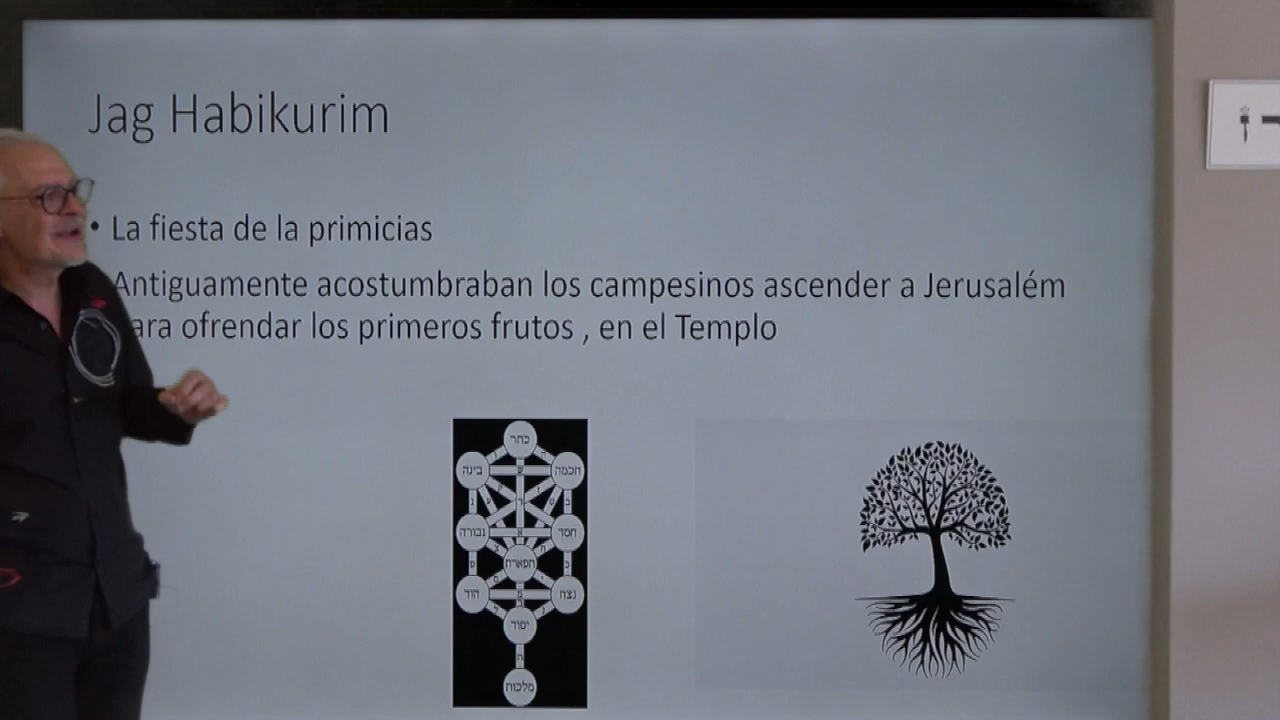 Jag Habikurim
• La fiesta de la primicias
Antiguamente acostumbraban los campesinos ascender a Jerusalém
ara ofrendar los primeros frutos , en el Templo
כתר
בינה
חכמה
גבורה
חסד
תפארת
הוד
נצח
יסוד
מלכות